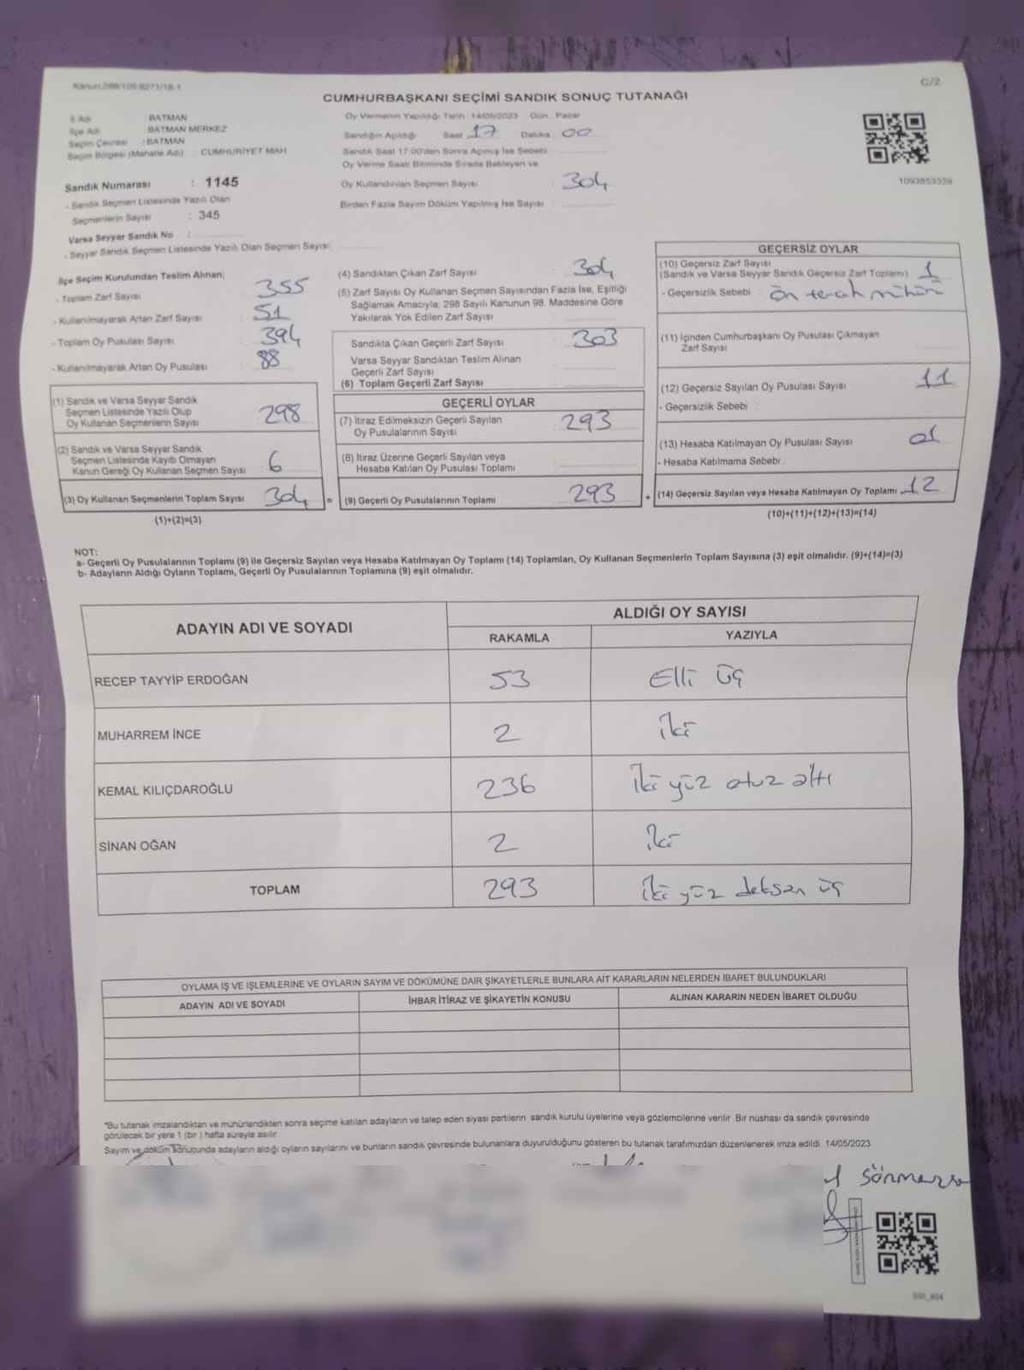 C/2
CUMHURBAŞKANI SEÇİMİ SANDIK SONUÇ TUTANAĞI
İl Adı : BATMAN
İlçe Adı : BATMAN MERKEZ
Seçim Çevresi : BATMAN
Seçim Bölgesi (Mahalle Adı) : CUMHURİYET MAH
Sandık Numarası : 1145
- Sandık Seçmen Listesinde Yazılı Olan
Seçmenlerin Sayısı : 345
Varsa Seyyar Sandık No :
- Seyyar Sandık Seçmen Listesinde Yazılı Olan Seçmen Sayısı
Oy Vermenin Yapıldığı Tarih : 14/05/2023 Gün : Pazar
Sandığın Açıldığı Saat 17 Dakika 00
Sandık Saat 17.00'den Sonra Açılmış İse Sebebi
Oy Verme Saati Bitiminde Sırada Bekleyen ve
Oy Kullandırılan Seçmen Sayısı : 304
Birden Fazla Sayım Döküm Yapılmış İse Sayısı
1093853339
İlçe Seçim Kurulundan Teslim Alınan;
- Toplam Zarf Sayısı 355
- Kullanılmayarak Artan Zarf Sayısı 51
- Toplam Oy Pusulası Sayısı 394
- Kullanılmayarak Artan Oy Pusulası 88
(1) Sandık ve Varsa Seyyar Sandık
Seçmen Listesinde Yazılı Olup
Oy Kullanan Seçmenlerin Sayısı 298
(2) Sandık ve Varsa Seyyar Sandık
Seçmen Listesinde Kayıtlı Olmayan
Kanun Gereği Oy Kullanan Seçmen Sayısı 6
(3) Oy Kullanan Seçmenlerin Toplam Sayısı 304 =
(1)+(2)=(3)
(4) Sandıktan Çıkan Zarf Sayısı 304
(5) Zarf Sayısı Oy Kullanan Seçmen Sayısından Fazla İse, Eşitliği
Sağlamak Amacıyla, 298 Sayılı Kanunun 98. Maddesine Göre
Yakılarak Yok Edilen Zarf Sayısı
Sandıkta Çıkan Geçerli Zarf Sayısı 303
Varsa Seyyar Sandıktan Teslim Alınan
Geçerli Zarf Sayısı
(6) Toplam Geçerli Zarf Sayısı
GEÇERLİ OYLAR
(7) İtiraz Edilmeksizin Geçerli Sayılan
Oy Pusulalarının Sayısı 293
(8) İtiraz Üzerine Geçerli Sayılan veya
Hesaba Katılan Oy Pusulası Toplamı
(9) Geçerli Oy Pusulalarının Toplamı 293 +
GEÇERSİZ OYLAR
(10) Geçersiz Zarf Sayısı
(Sandık ve Varsa Seyyar Sandık Geçersiz Zarf Toplamı) 1
- Geçersizlik Sebebi Ön tercih mührü
(11) İçinden Cumhurbaşkanı Oy Pusulası Çıkmayan
Zarf Sayısı
(12) Geçersiz Sayılan Oy Pusulası Sayısı 11
- Geçersizlik Sebebi :
(13) Hesaba Katılmayan Oy Pusulası Sayısı
- Hesaba Katılmama Sebebi :
(14) Geçersiz Sayılan veya Hesaba Katılmayan Oy Toplamı 12
(10)+(11)+(12)+(13)=(14)
NOT:
a- Geçerli Oy Pusulalarının Toplamı (9) ile Geçersiz Sayılan veya Hesaba Katılmayan Oy Toplamı (14) Toplamları, Oy Kullanan Seçmenlerin Toplam Sayısına (3) eşit olmalıdır. (9)+(14)=(3)
b- Adayların Aldığı Oyların Toplamı, Geçerli Oy Pusulalarının Toplamına (9) eşit olmalıdır.
ADAYIN ADI VE SOYADI
ALDIĞI OY SAYISI
RAKAMLA YAZIYLA
RECEP TAYYİP ERDOĞAN 53 Elli üç
MUHARREM İNCE 2 İki
KEMAL KILIÇDAROĞLU 236 İki yüz otuz altı
SİNAN OĞAN 2 İki
TOPLAM 293 İki yüz doksan üç
OYLAMA İŞ VE İŞLEMLERİNE VE OYLARIN SAYIM VE DÖKÜMÜNE DAİR ŞİKAYETLERLE BUNLARA AİT KARARLARIN NELERDEN İBARET BULUNDUKLARI
ADAYIN ADI VE SOYADI İHBAR İTİRAZ VE ŞİKAYETİN KONUSU ALINAN KARARIN NEDEN İBARET OLDUĞU
"Bu tutanak imzalandıktan ve mühürlendikten sonra seçime katılan adayların ve talep eden siyasi partilerin sandık kurulu üyelerine veya gözlemcilerine verilir. Bir nüshası da sandık çevresinde
görülecek bir yere 1 (bir) hafta süreyle asılır.
Sayım ve döküm sonucunda adayların aldığı oyların sayılarını ve bunların sandık çevresinde bulunanlara duyurulduğunu gösteren bu tutanak tarafımızdan düzenlenerek imza edildi. 14/05/2023